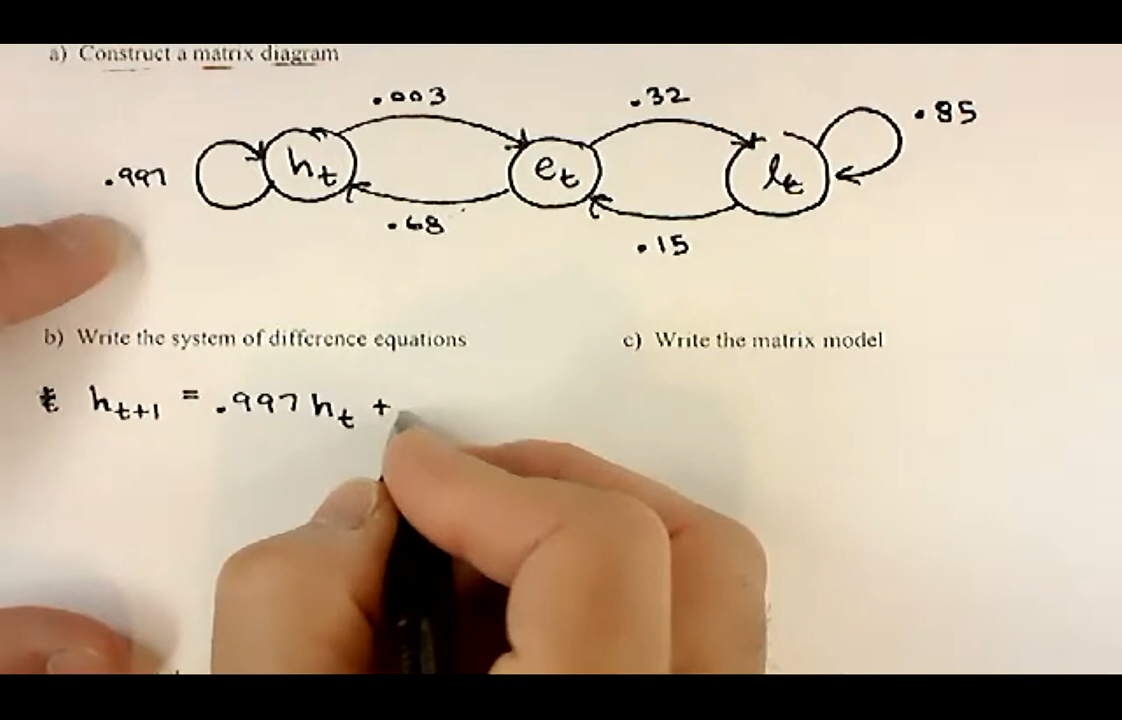 a) Construct a matrix diagram
.003 .32 .85
.997 h_t e_t l_t
.68 .15
b) Write the system of difference equations
c) Write the matrix model
h_{t+1} = .997 h_t +